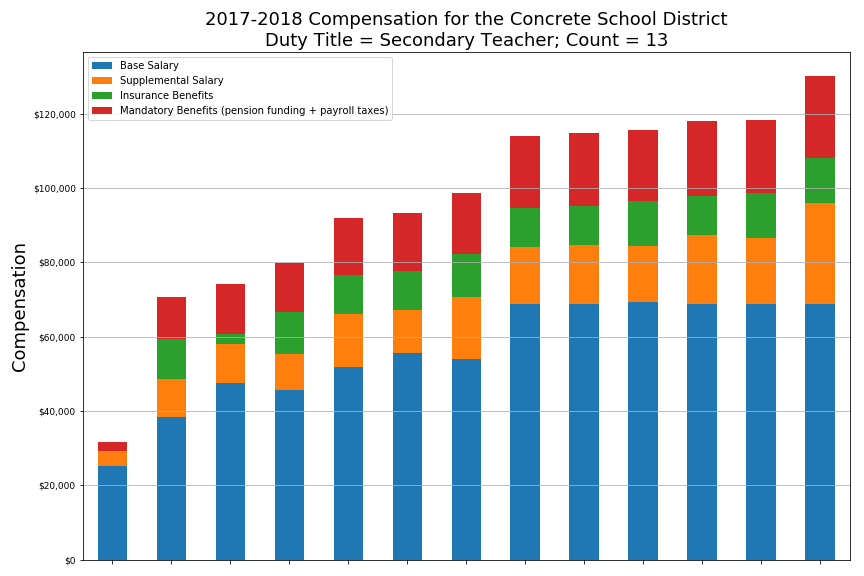 2017-2018 Compensation for the Concrete School District
Duty Title = Secondary Teacher; Count = 13
Base Salary
Supplemental Salary
Insurance Benefits
Mandatory Benefits (pension funding + payroll taxes)
$120,000
$100,000
$80,000
$60,000
$40,000
$20,000
$0
Compensation